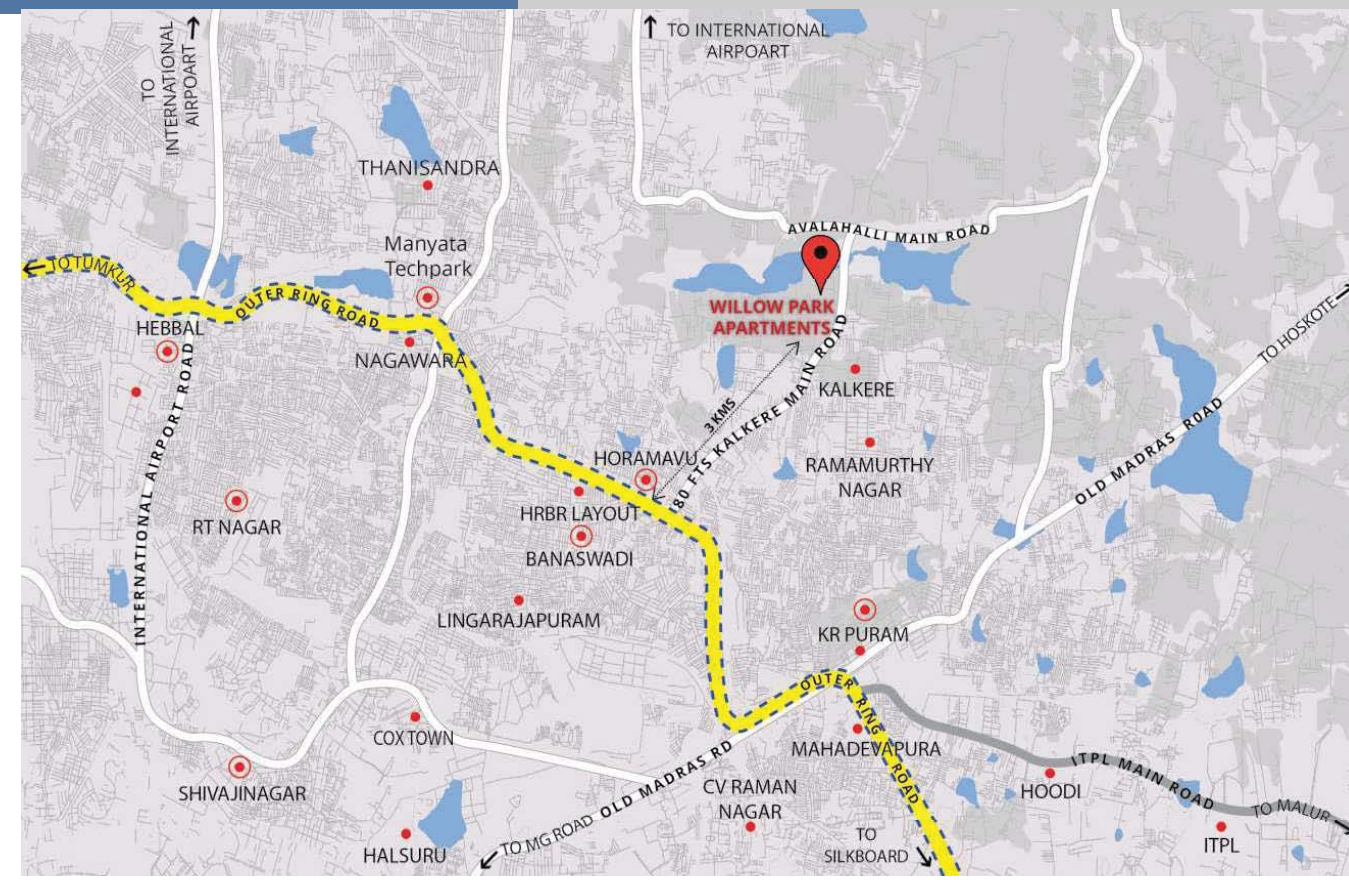 TO
INTERNATIONAL
AIRPOART
TO INTERNATIONAL
AIRPOART
THANISANDRA
Manyata
Techpark
AVALAHALLI MAIN ROAD
TO TUMKUR
OUTER RING ROAD
HEBBAL
NAGAWARA
WILLOW PARK
APARTMENTS
TO HOSKOTE
INTERNATIONAL AIRPORT ROAD
KALKERE
3 KMS
80 FTS KALKERE MAIN ROAD
OLD MADRAS ROAD
HORAMAVU
RAMAMURTHY
NAGAR
RT NAGAR
HRBR LAYOUT
BANASWADI
LINGARAJAPURAM
KR PURAM
OUTER RING ROAD
COX TOWN
MAHADEVAPURA
ITPL MAIN ROAD
SHIVAJINAGAR
OLD MADRAS RD
CV RAMAN
NAGAR
HOODI
TO MALUR
HALSURU
TO MG ROAD
TO
SILKBOARD
ITPL